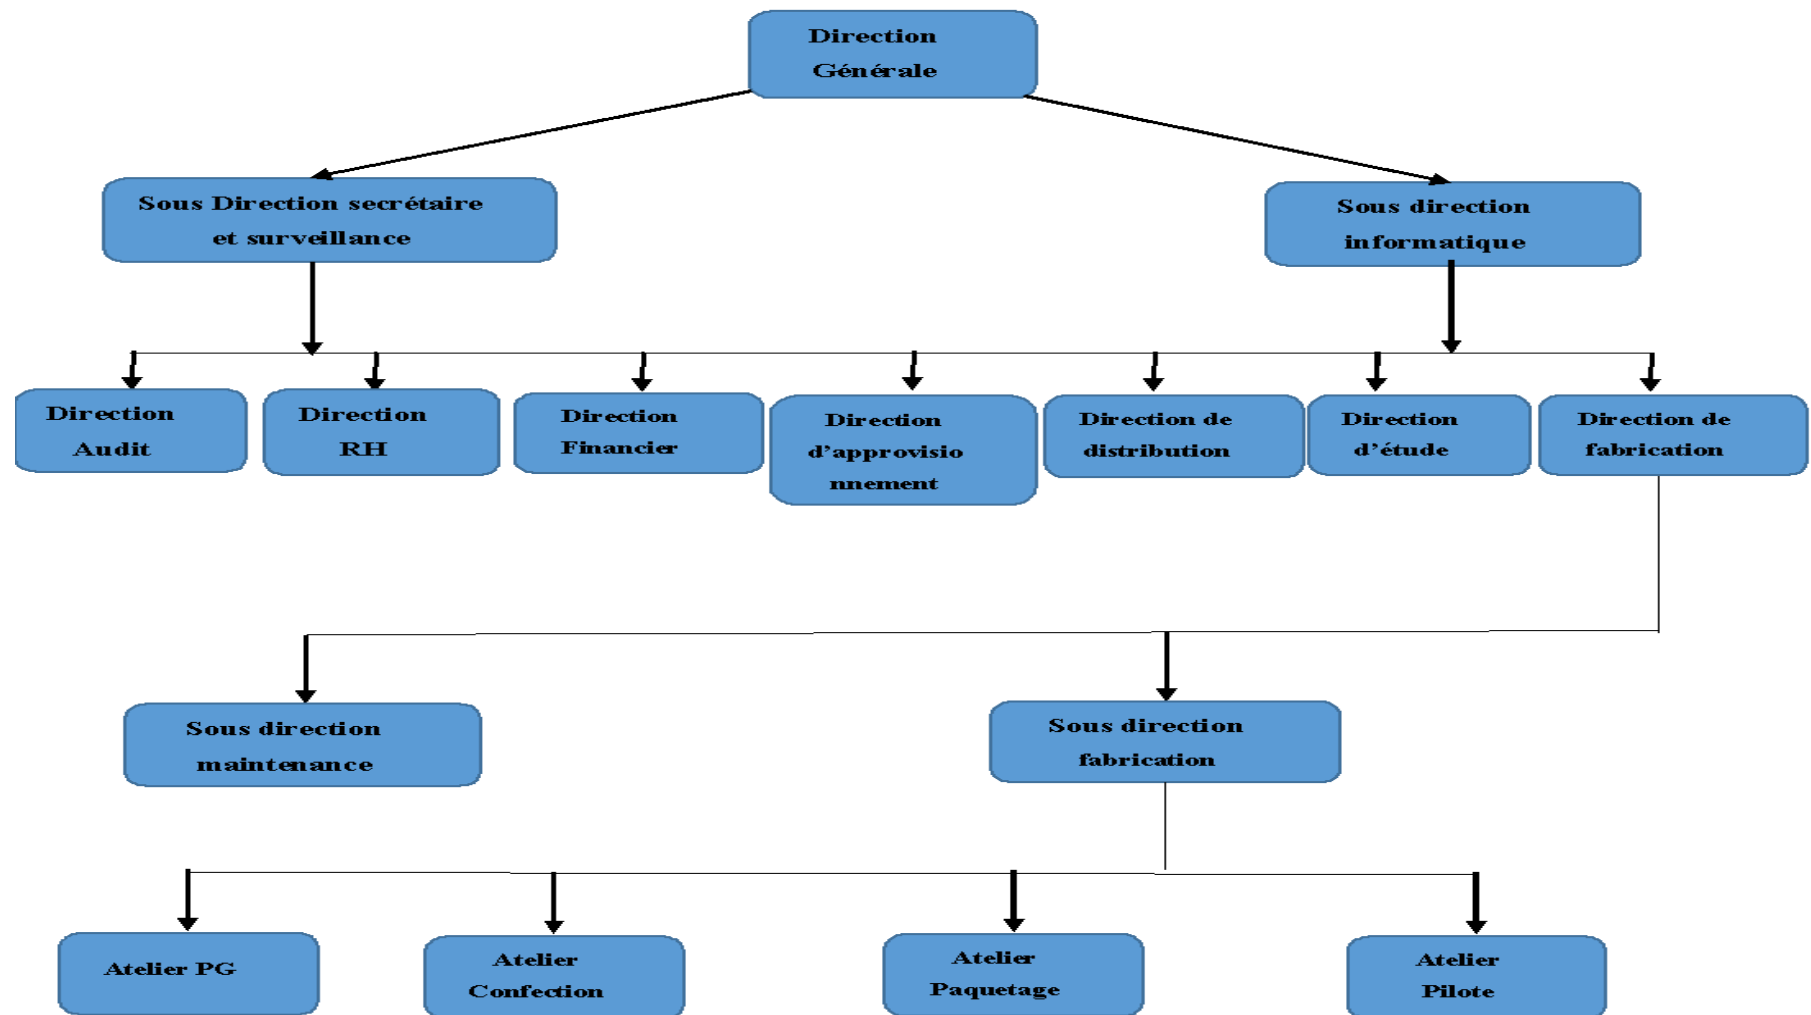 Direction
Générale
Sous Direction secrétaire
et surveillance
Sous direction
informatique
Direction
Audit
Direction
RH
Direction
Financier
Direction
d’approvisio
nnement
Direction de
distribution
Direction
d’étude
Direction de
fabrication
Sous direction
maintenance
Sous direction
fabrication
Atelier PG
Atelier
Confection
Atelier
Paquetage
Atelier
Pilote